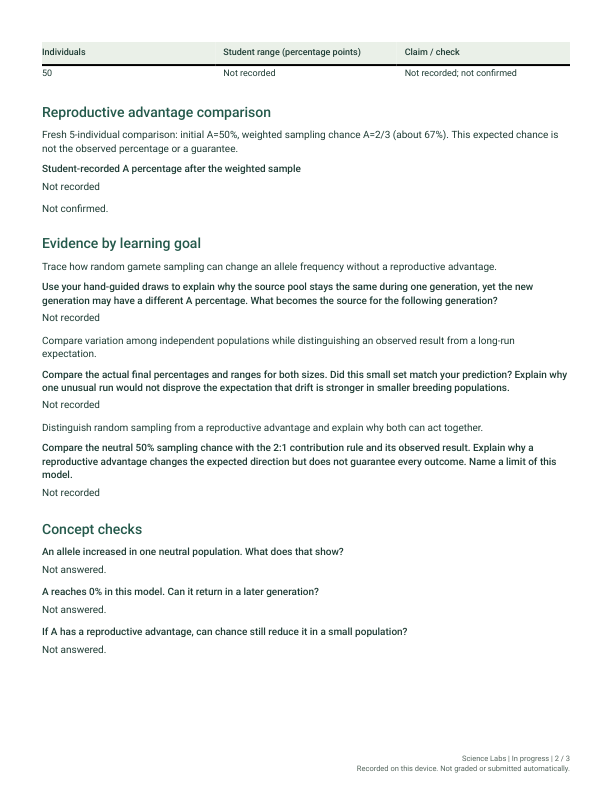 Individuals Student range (percentage points) Claim / check
50 Not recorded Not recorded; not confirmed
Reproductive advantage comparison
Fresh 5-individual comparison: initial A=50%, weighted sampling chance A=2/3 (about 67%). This expected chance is
not the observed percentage or a guarantee.
Student-recorded A percentage after the weighted sample
Not recorded
Not confirmed.
Evidence by learning goal
Trace how random gamete sampling can change an allele frequency without a reproductive advantage.
Use your hand-guided draws to explain why the source pool stays the same during one generation, yet the new
generation may have a different A percentage. What becomes the source for the following generation?
Not recorded
Compare variation among independent populations while distinguishing an observed result from a long-run
expectation.
Compare the actual final percentages and ranges for both sizes. Did this small set match your prediction? Explain why
one unusual run would not disprove the expectation that drift is stronger in smaller breeding populations.
Not recorded
Distinguish random sampling from a reproductive advantage and explain why both can act together.
Compare the neutral 50% sampling chance with the 2:1 contribution rule and its observed result. Explain why a
reproductive advantage changes the expected direction but does not guarantee every outcome. Name a limit of this
model.
Not recorded
Concept checks
An allele increased in one neutral population. What does that show?
Not answered.
A reaches 0% in this model. Can it return in a later generation?
Not answered.
If A has a reproductive advantage, can chance still reduce it in a small population?
Not answered.
Science Labs | In progress | 2 / 3
Recorded on this device. Not graded or submitted automatically.